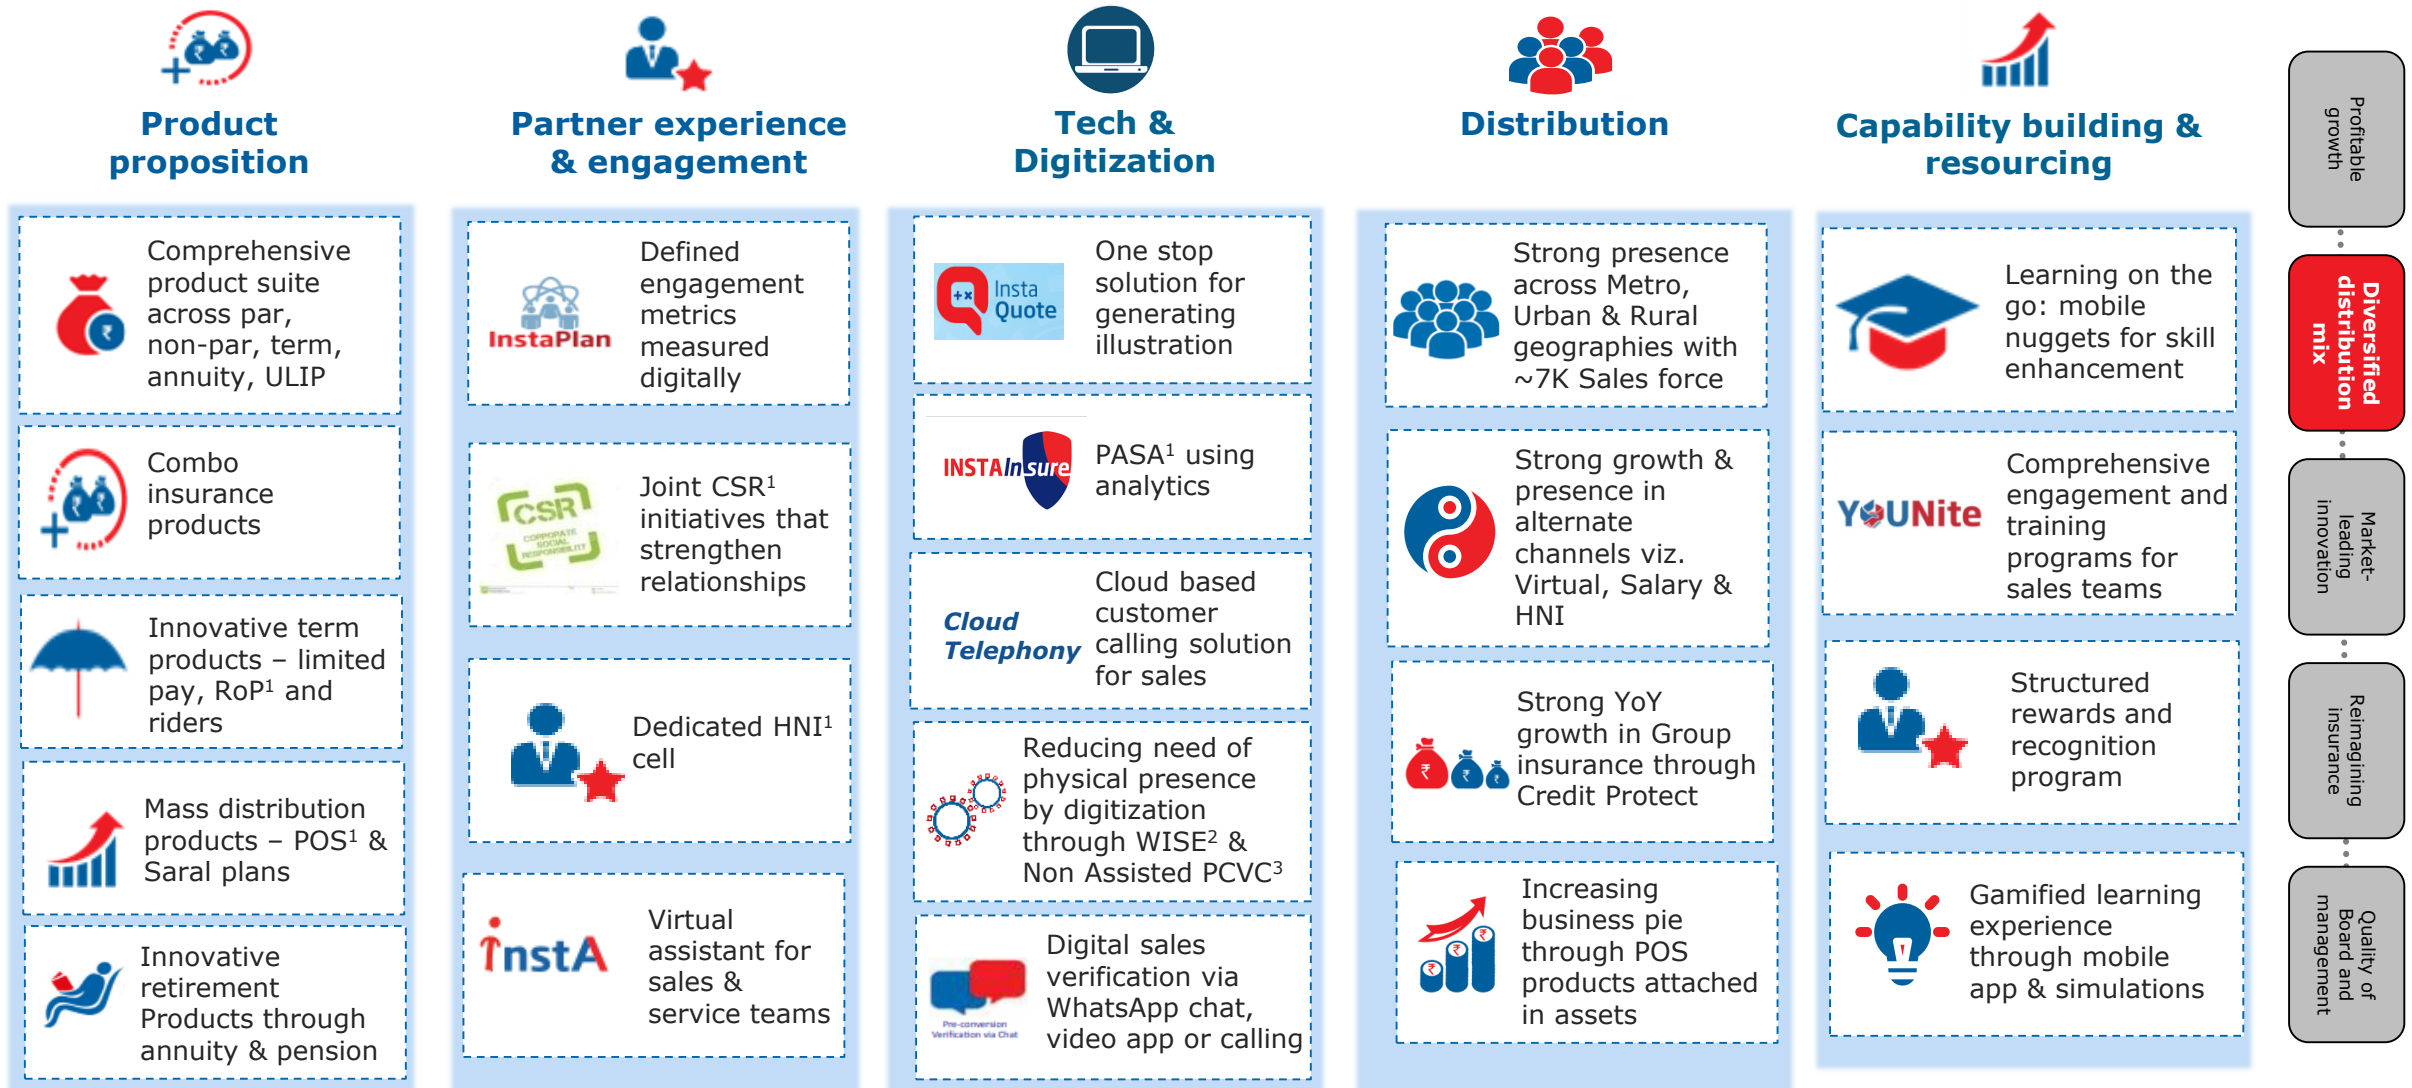 Product
proposition
Comprehensive
product suite
across par,
non-par, term,
annuity, ULIP
Combo
insurance
products
Innovative term
products – limited
pay, RoP¹ and
riders
Mass distribution
products – POS¹ &
Saral plans
Innovative
retirement
Products through
annuity & pension
Partner experience
& engagement
InstaPlan
Defined
engagement
metrics
measured
digitally
CSR
CORPORATE
SOCIAL
RESPONSIBILITY
Joint CSR¹
initiatives that
strengthen
relationships
Dedicated HNI¹
cell
instA
Virtual
assistant for
sales &
service teams
Tech &
Digitization
Insta
Quote
One stop
solution for
generating
illustration
INSTAInsure
PASA¹ using
analytics
Cloud
Telephony
Cloud based
customer
calling solution
for sales
Reducing need of
physical presence
by digitization
through WISE² &
Non Assisted PCVC³
Pre-conversion
Verification via Chat
Digital sales
verification via
WhatsApp chat,
video app or calling
Distribution
Strong presence
across Metro,
Urban & Rural
geographies with
~7K Sales force
Strong growth &
presence in
alternate
channels viz.
Virtual, Salary &
HNI
Strong YoY
growth in Group
insurance through
Credit Protect
Increasing
business pie
through POS
products attached
in assets
Capability building &
resourcing
Learning on the
go: mobile
nuggets for skill
enhancement
YOUNite
Comprehensive
engagement and
training
programs for
sales teams
Structured
rewards and
recognition
program
Gamified learning
experience
through mobile
app & simulations
Profitable
growth
Diversified
distribution
mix
Market-
leading
innovation
Reimagining
insurance
Quality of
Board and
management